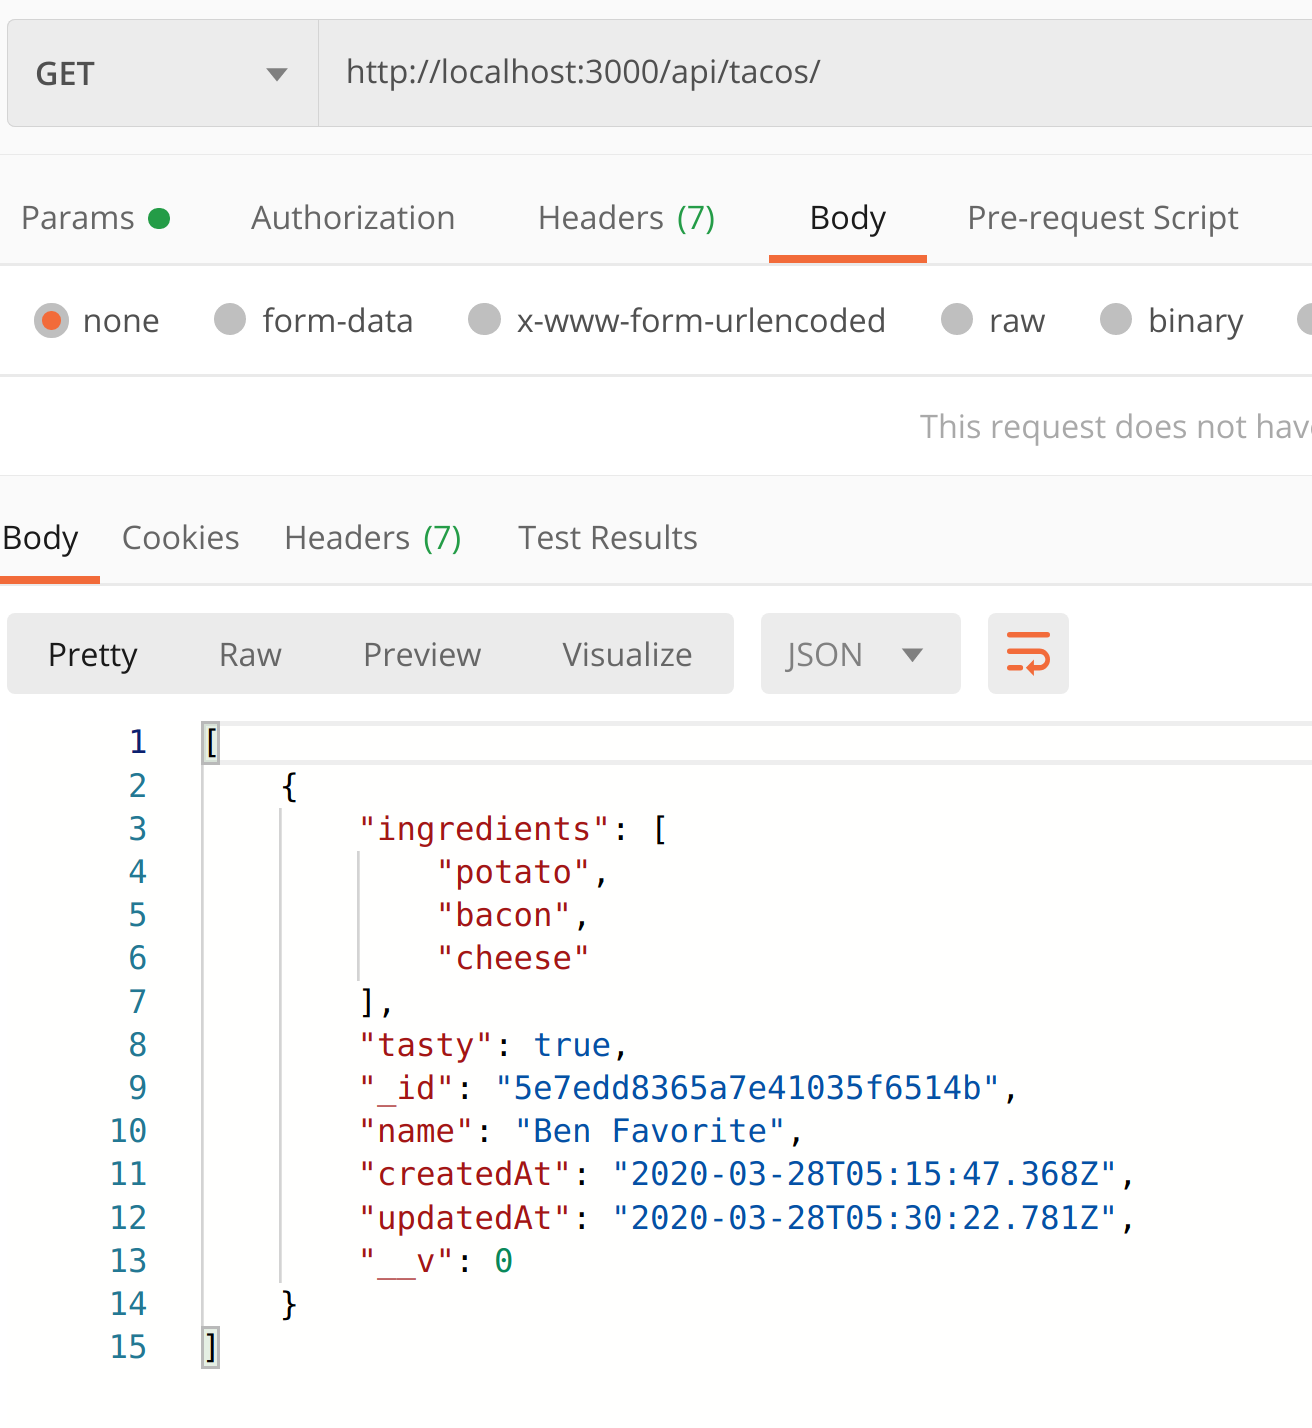 GET http://localhost:3000/api/tacos/
Params Authorization Headers (7) Body Pre-request Script
none form-data x-www-form-urlencoded raw binary
This request does not
Body Cookies Headers (7) Test Results
Pretty Raw Preview Visualize JSON
1 [
2 {
3 "ingredients": [
4 "potato",
5 "bacon",
6 "cheese"
7 ],
8 "tasty": true,
9 "_id": "5e7edd8365a7e41035f6514b",
10 "name": "Ben Favorite",
11 "createdAt": "2020-03-28T05:15:47.368Z",
12 "updatedAt": "2020-03-28T05:30:22.781Z",
13 "__v": 0
14 }
15 ]